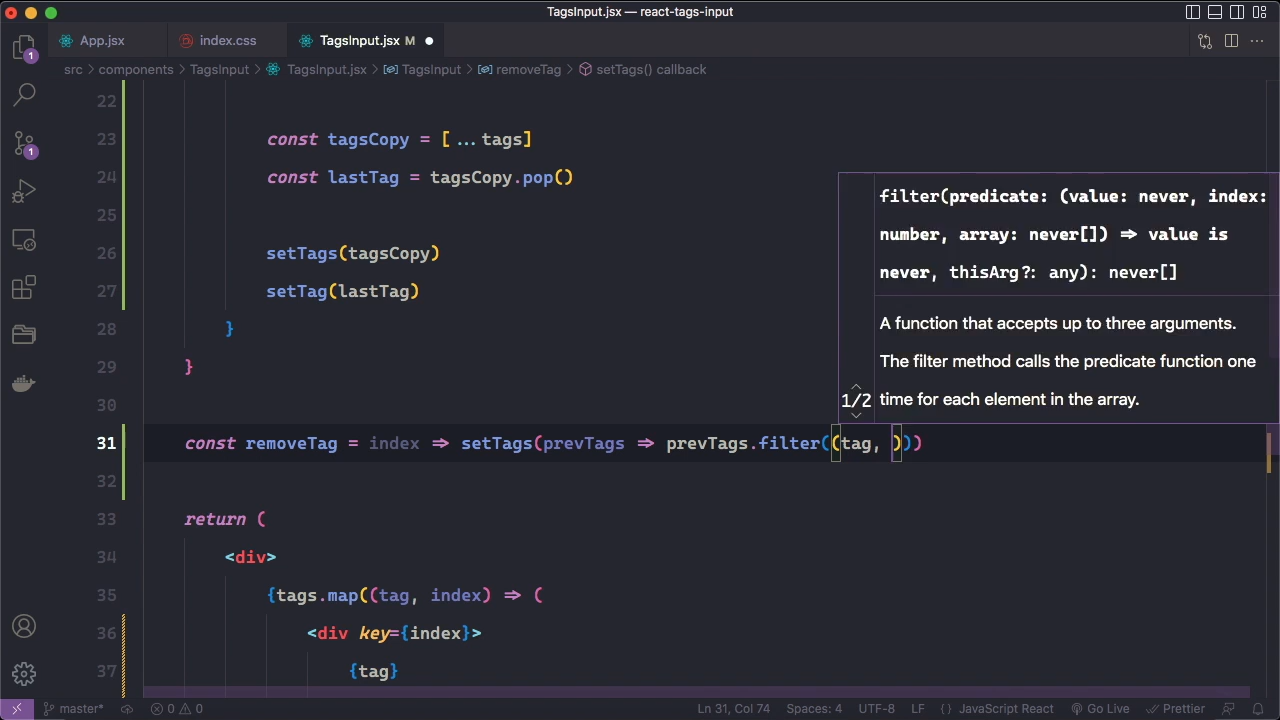 TagsInput.jsx — react-tags-input
App.jsx
index.css
TagsInput.jsx M
src > components > TagsInput > TagsInput.jsx > TagsInput > removeTag > setTags() callback
1
1
22
23 const tagsCopy = [...tags]
24 const lastTag = tagsCopy.pop()
25
26 setTags(tagsCopy)
27 setTag(lastTag)
28 }
29 }
30
31 const removeTag = index ⇒ setTags(prevTags ⇒ prevTags.filter((tag, )))
32
33 return (
34 <div>
35 {tags.map((tag, index) ⇒ (
36 <div key={index}>
37 {tag}
filter(predicate: (value: never, index:
number, array: never[]) ⇒ value is
never, thisArg?: any): never[]
A function that accepts up to three arguments.
The filter method calls the predicate function one
1/2 time for each element in the array.
master* 0 0 Ln 31, Col 74 Spaces: 4 UTF-8 LF {} JavaScript React Go Live Prettier